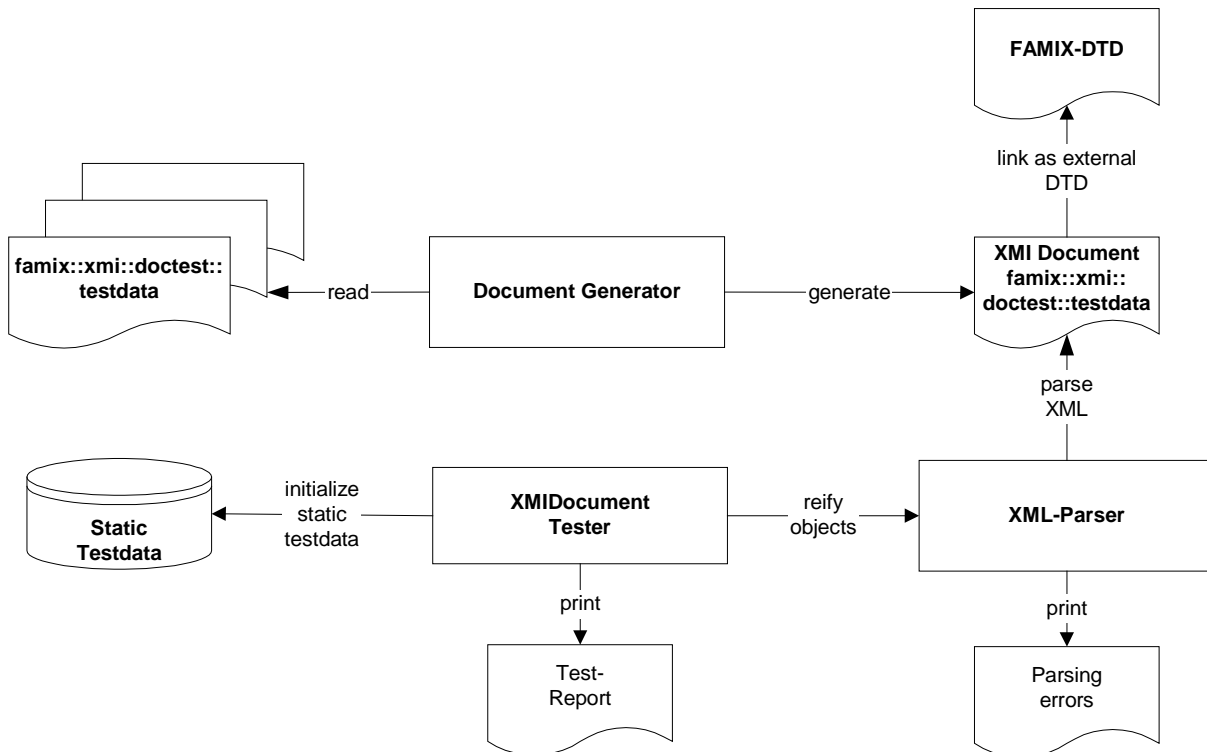 FAMIX-DTD
link as external
DTD
famix::xmi::doctest::
testdata
read
Document Generator
generate
XMI Document
famix::xmi::
doctest::testdata
parse
XML
Static
Testdata
initialize
static
testdata
XMIDocument
Tester
reify
objects
XML-Parser
print
Test-
Report
print
Parsing
errors